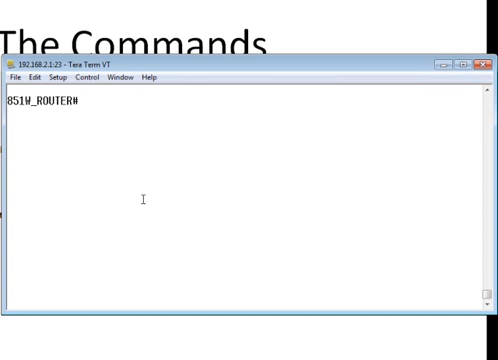 The Commands
192.168.2.1:23 - Tera Term VT
File Edit Setup Control Window Help
851W_ROUTER#